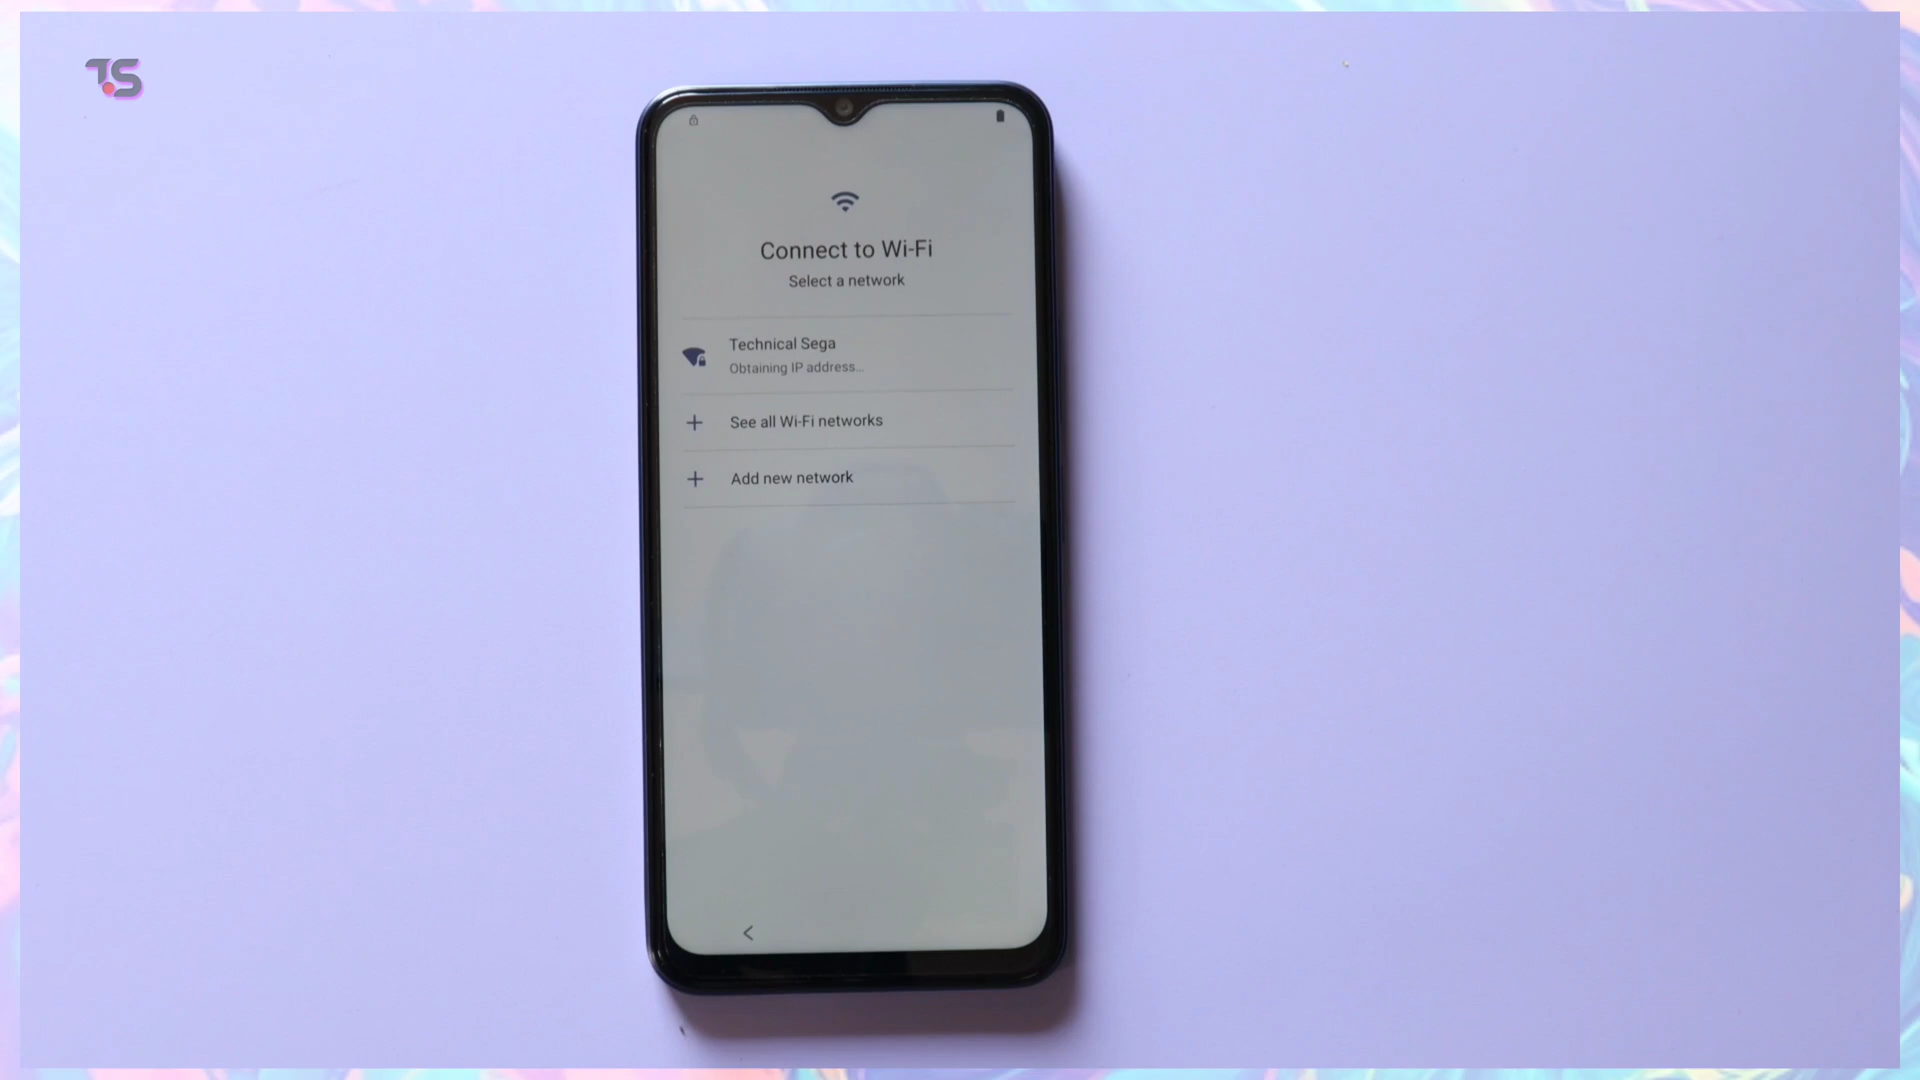 TS
Connect to Wi-Fi
Select a network
Technical Sega
Obtaining IP address...
See all Wi-Fi networks
Add new network